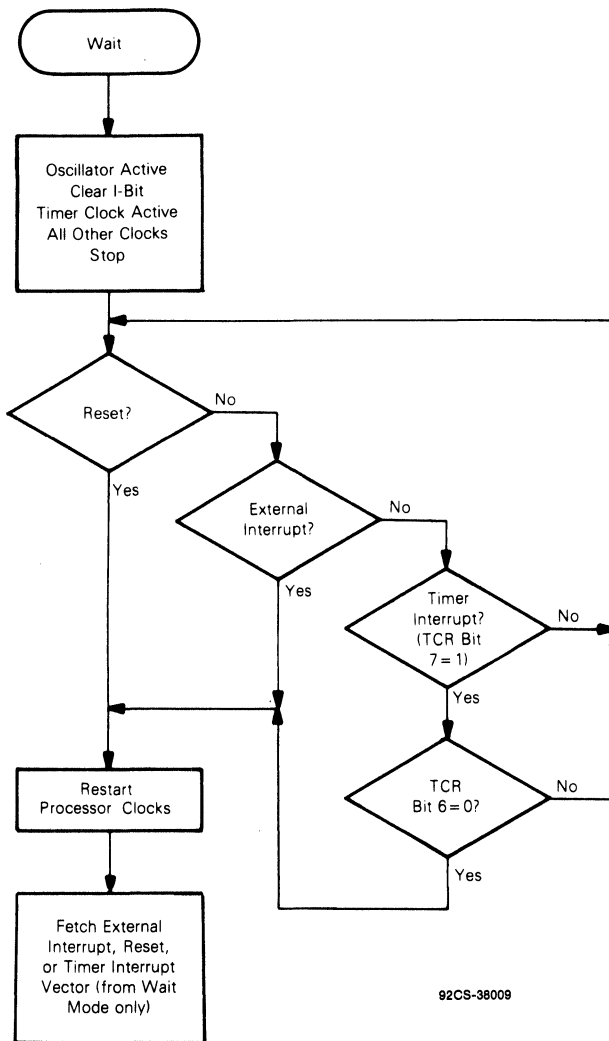 Wait
Oscillator Active
Clear I-Bit
Timer Clock Active
All Other Clocks
Stop
Reset?
No
Yes
External
Interrupt?
No
Yes
Timer
Interrupt?
(TCR Bit
7=1)
No
Yes
TCR
Bit 6=0?
No
Yes
Restart
Processor Clocks
Fetch External
Interrupt, Reset,
or Timer Interrupt
Vector (from Wait
Mode only)
92CS-38009